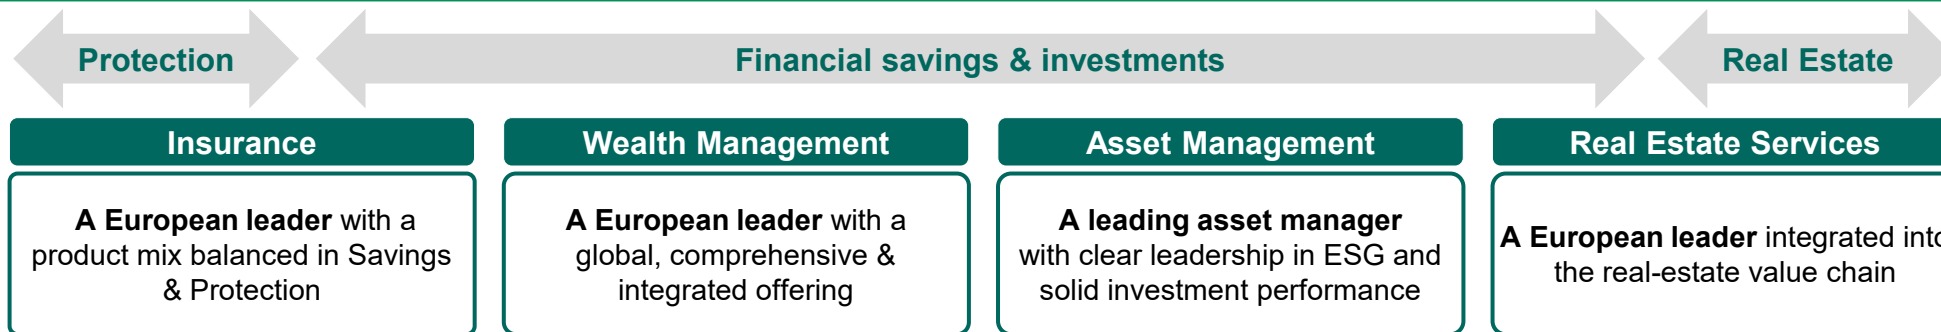 Protection
Financial savings & investments
Real Estate
Insurance
Wealth Management
Asset Management
Real Estate Services
A European leader with a
product mix balanced in Savings
& Protection
A European leader with a
global, comprehensive &
integrated offering
A leading asset manager
with clear leadership in ESG and
solid investment performance
A European leader integrated into
the real-estate value chain